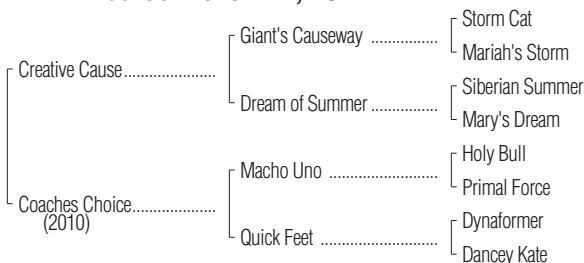 Storm Cat
Giant's Causeway ................
Mariah's Storm
Creative Cause......................
Siberian Summer
Dream of Summer ................
Mary's Dream
Holy Bull
Macho Uno ..........................
Primal Force
Coaches Choice....................
(2010)
Dynaformer
Quick Feet ............................
Dancey Kate